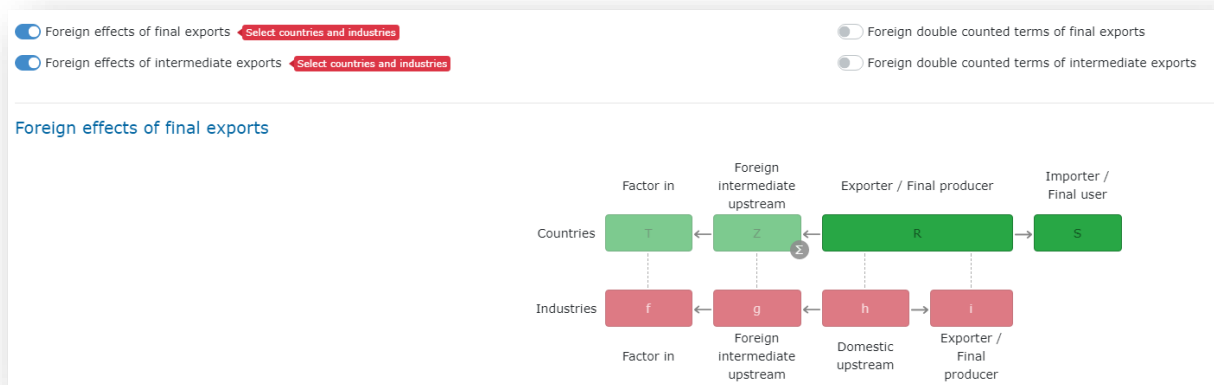 Foreign effects of final exports Select countries and industries Foreign double counted terms of final exports
Foreign effects of intermediate exports Select countries and industries Foreign double counted terms of intermediate exports
Foreign effects of final exports
Factor in
Foreign
intermediate
upstream
Exporter / Final producer
Importer /
Final user
Countries T Z R S
Σ
Industries f g h i
Factor in
Foreign
intermediate
upstream
Domestic
upstream
Exporter /
Final
producer